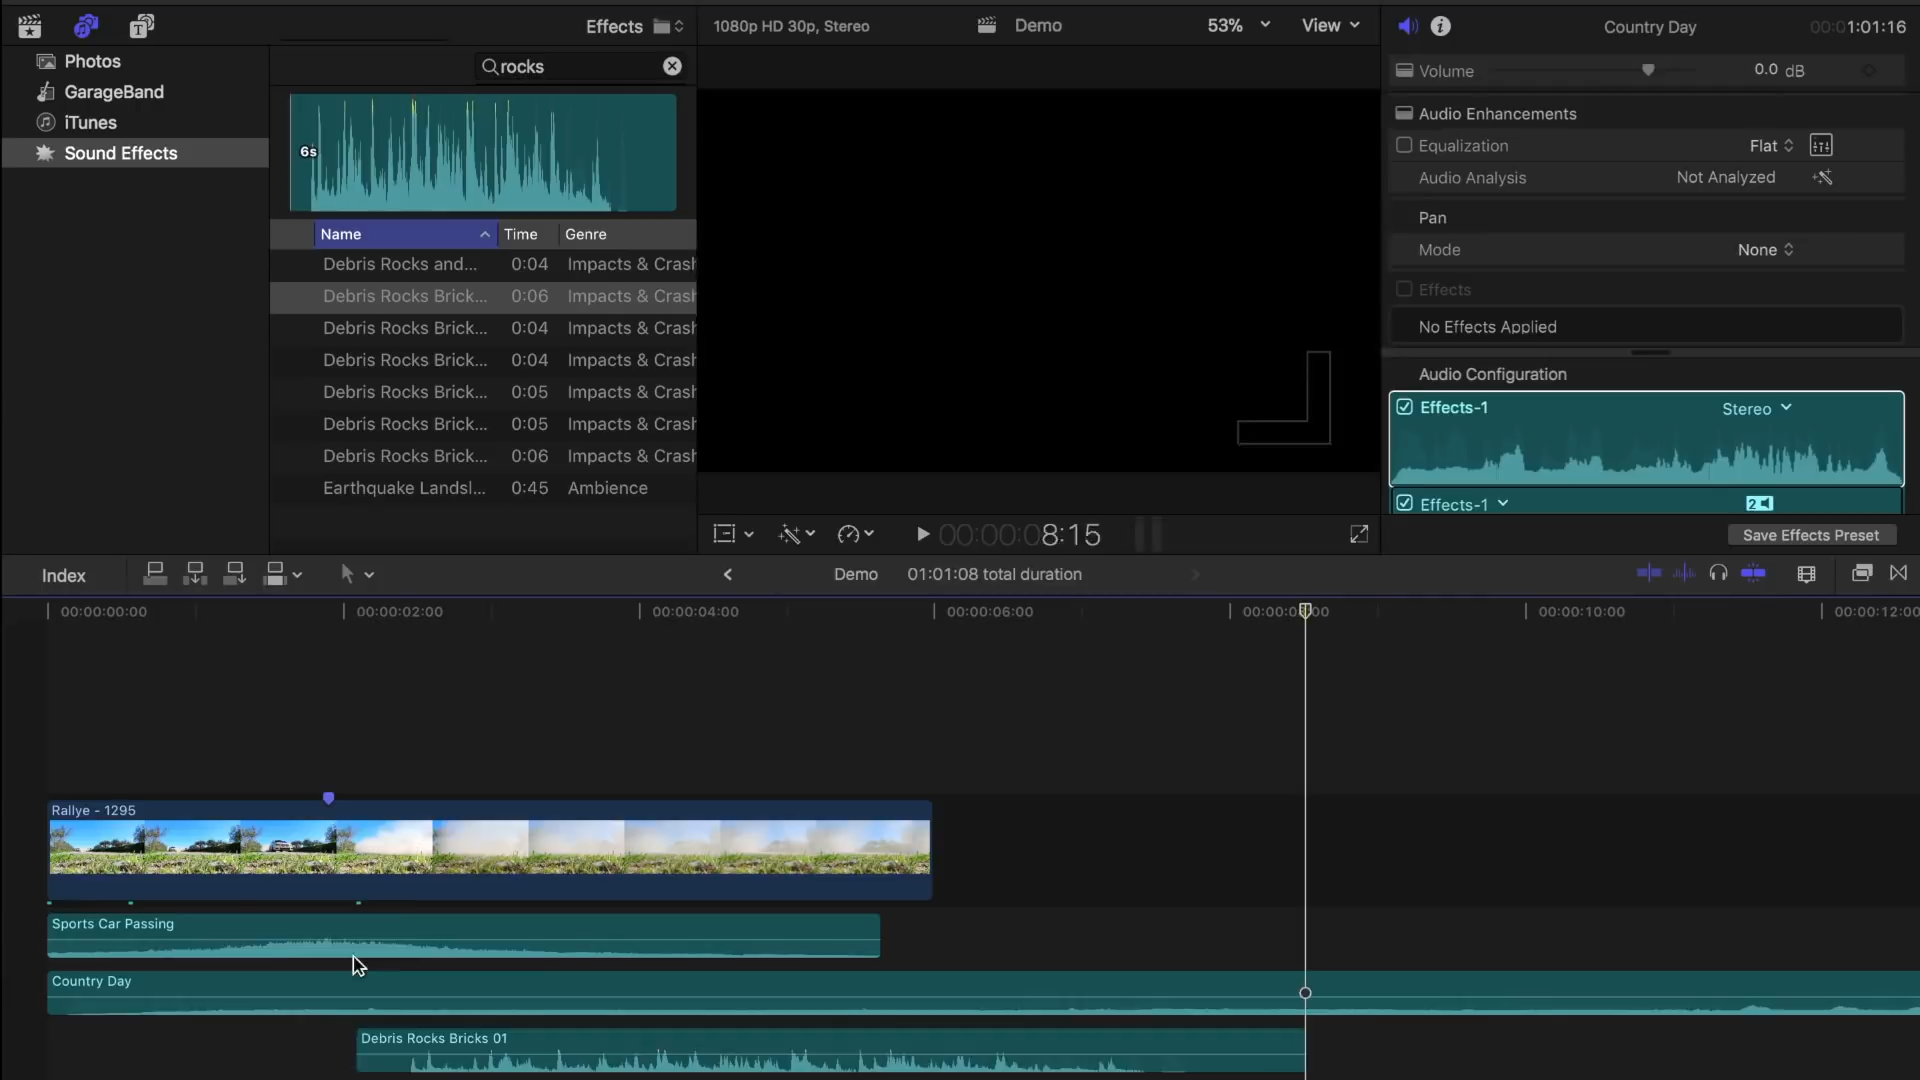 Effects
1080p HD 30p, Stereo
Demo
53%
View
Country Day
00:01:01:16
Photos
GarageBand
iTunes
Sound Effects
rocks
6s
Name
Time
Genre
Debris Rocks and...
0:04
Impacts & Crash
Debris Rocks Brick...
0:06
Impacts & Crash
Debris Rocks Brick...
0:04
Impacts & Crash
Debris Rocks Brick...
0:04
Impacts & Crash
Debris Rocks Brick...
0:05
Impacts & Crash
Debris Rocks Brick...
0:05
Impacts & Crash
Debris Rocks Brick...
0:06
Impacts & Crash
Earthquake Landsl...
0:45
Ambience
Volume
0.0 dB
Audio Enhancements
Equalization
Flat
Audio Analysis
Not Analyzed
Pan
Mode
None
Effects
No Effects Applied
Audio Configuration
Effects-1
Stereo
Effects-1
2
Save Effects Preset
00:00:08:15
Index
Demo
01:01:08 total duration
00:00:00:00
00:00:02:00
00:00:04:00
00:00:06:00
00:00:10:00
00:00:12:00
Rallye - 1295
Sports Car Passing
Country Day
Debris Rocks Bricks 01